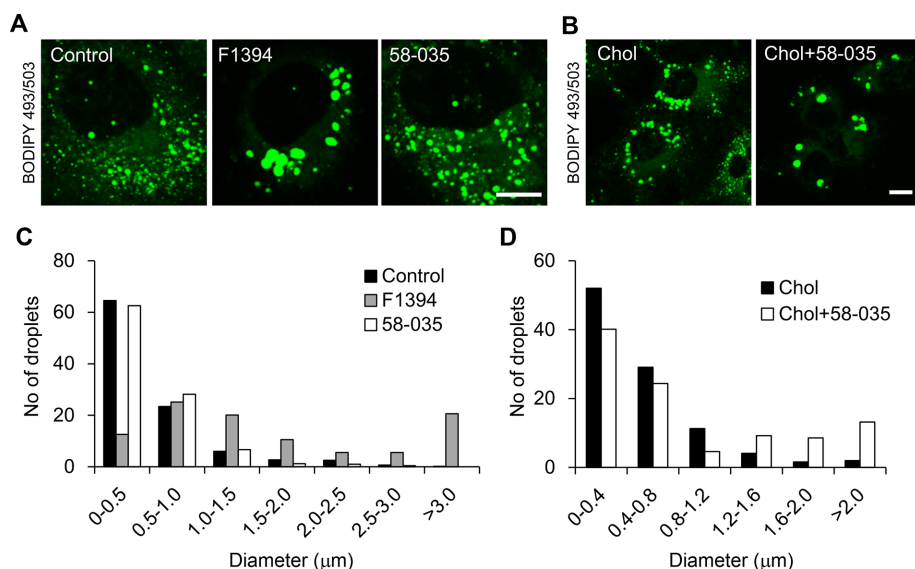 A
B
Control
F1394
58-035
Chol
Chol+58-035
BODIPY 493/503
BODIPY 493/503
C
D
80
60
40
20
0
No of droplets
Control
F1394
58-035
0-0.5
0.5-1.0
1.0-1.5
1.5-2.0
2.0-2.5
2.5-3.0
>3.0
Diameter (μm)
60
40
20
0
No of droplets
Chol
Chol+58-035
0-0.4
0.4-0.8
0.8-1.2
1.2-1.6
1.6-2.0
>2.0
Diameter (μm)